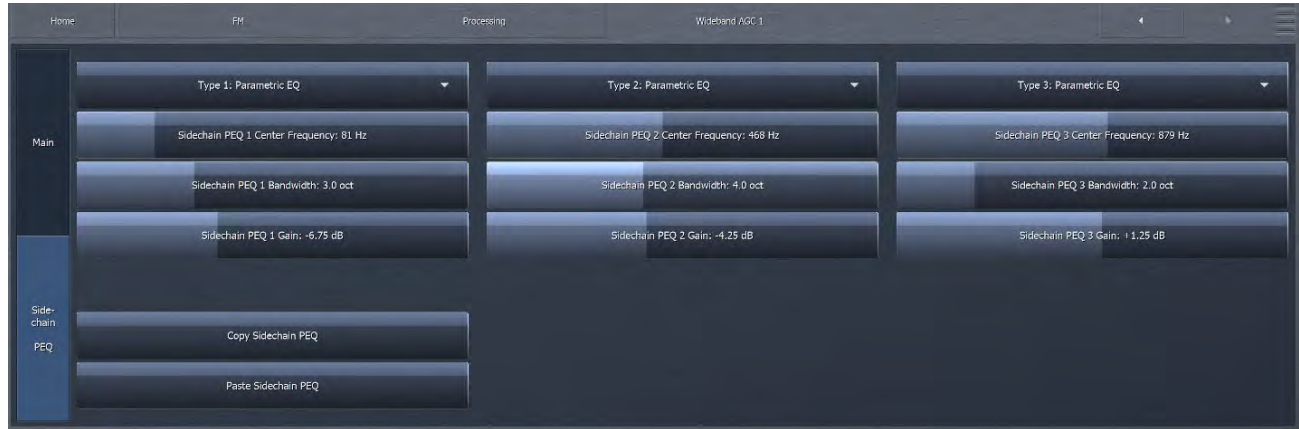 Home FM Processing Wideband AGC 1
Main
Side-
chain
PEQ
Type 1: Parametric EQ
Sidechain PEQ 1 Center Frequency: 81 Hz
Sidechain PEQ 1 Bandwidth: 3.0 oct
Sidechain PEQ 1 Gain: -6.75 dB
Copy Sidechain PEQ
Paste Sidechain PEQ
Type 2: Parametric EQ
Sidechain PEQ 2 Center Frequency: 468 Hz
Sidechain PEQ 2 Bandwidth: 4.0 oct
Sidechain PEQ 2 Gain: -4.25 dB
Type 3: Parametric EQ
Sidechain PEQ 3 Center Frequency: 879 Hz
Sidechain PEQ 3 Bandwidth: 2.0 oct
Sidechain PEQ 3 Gain: +1.25 dB